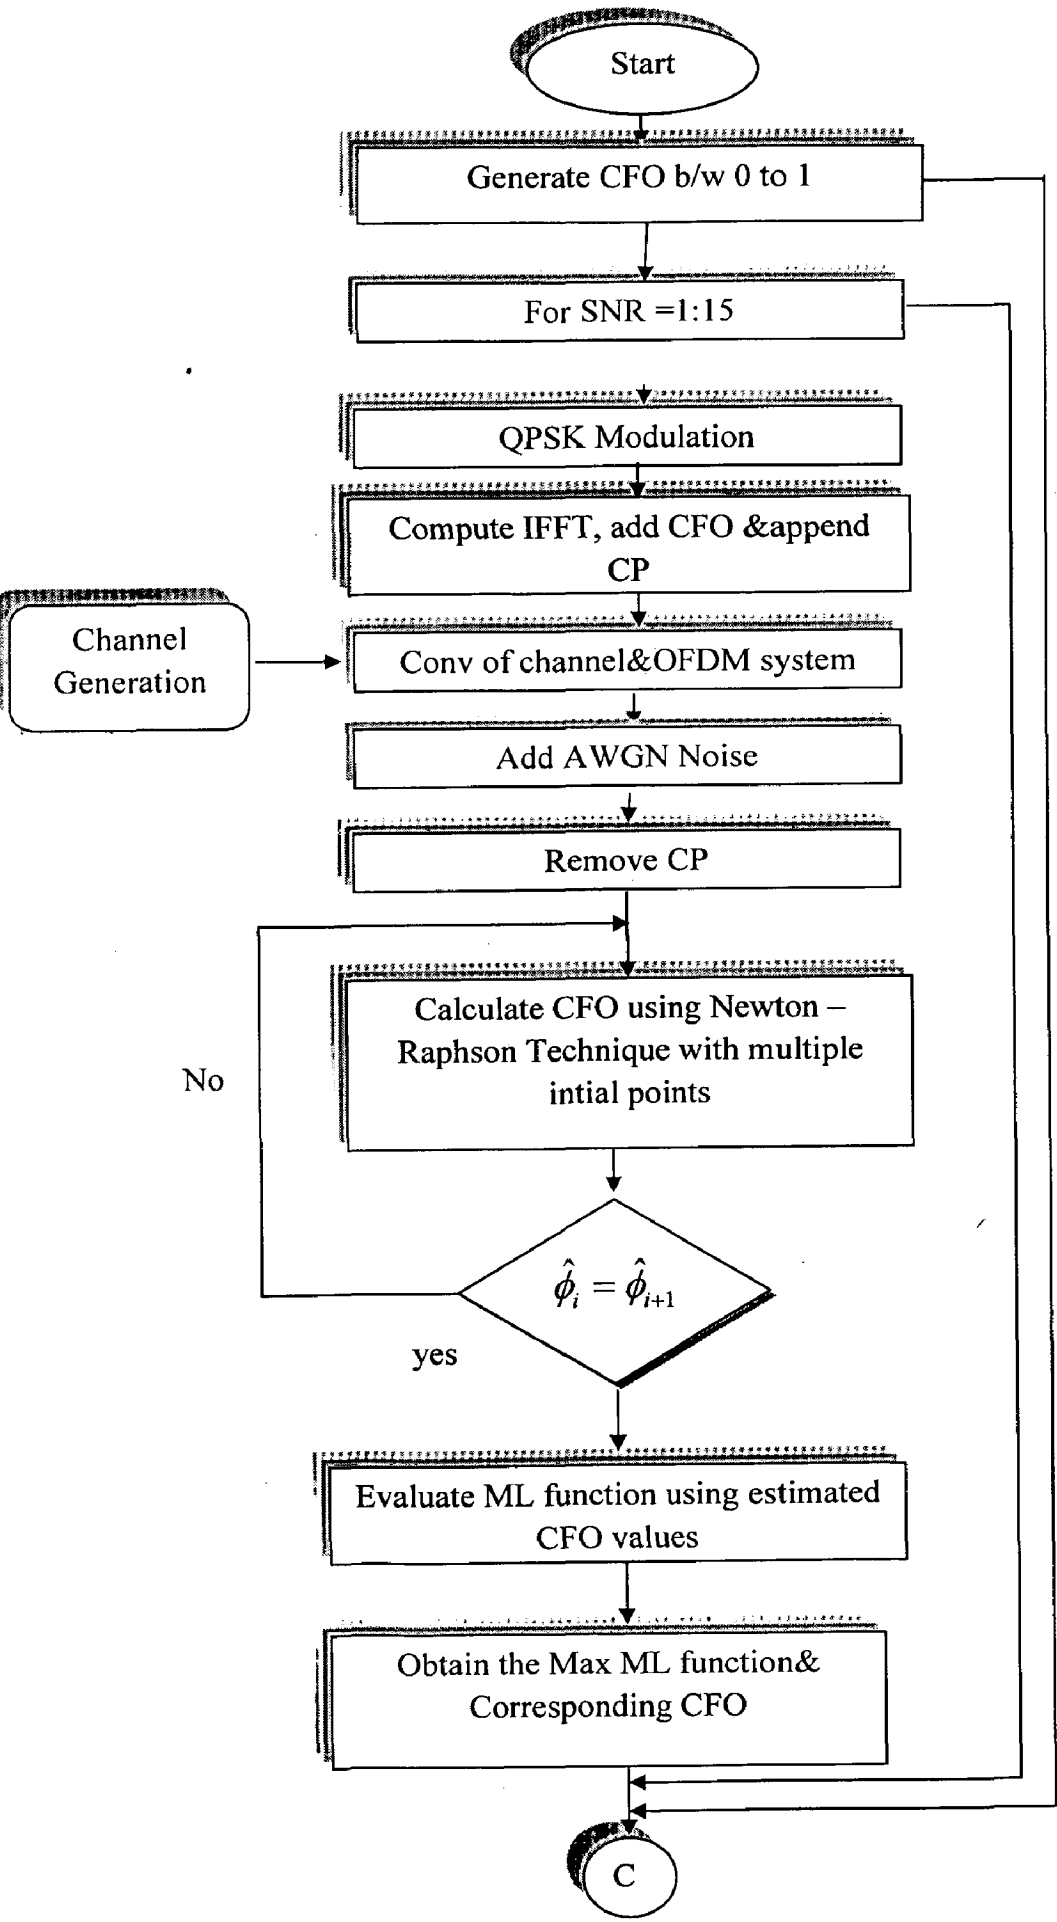 Start
Generate CFO b/w 0 to 1
For SNR =1:15
QPSK Modulation
Compute IFFT, add CFO &append
CP
Channel
Generation
Conv of channel&OFDM system
Add AWGN Noise
Remove CP
Calculate CFO using Newton –
Raphson Technique with multiple
intial points
No
φ̂ᵢ = φ̂ᵢ₊₁
yes
Evaluate ML function using estimated
CFO values
Obtain the Max ML function&
Corresponding CFO
C